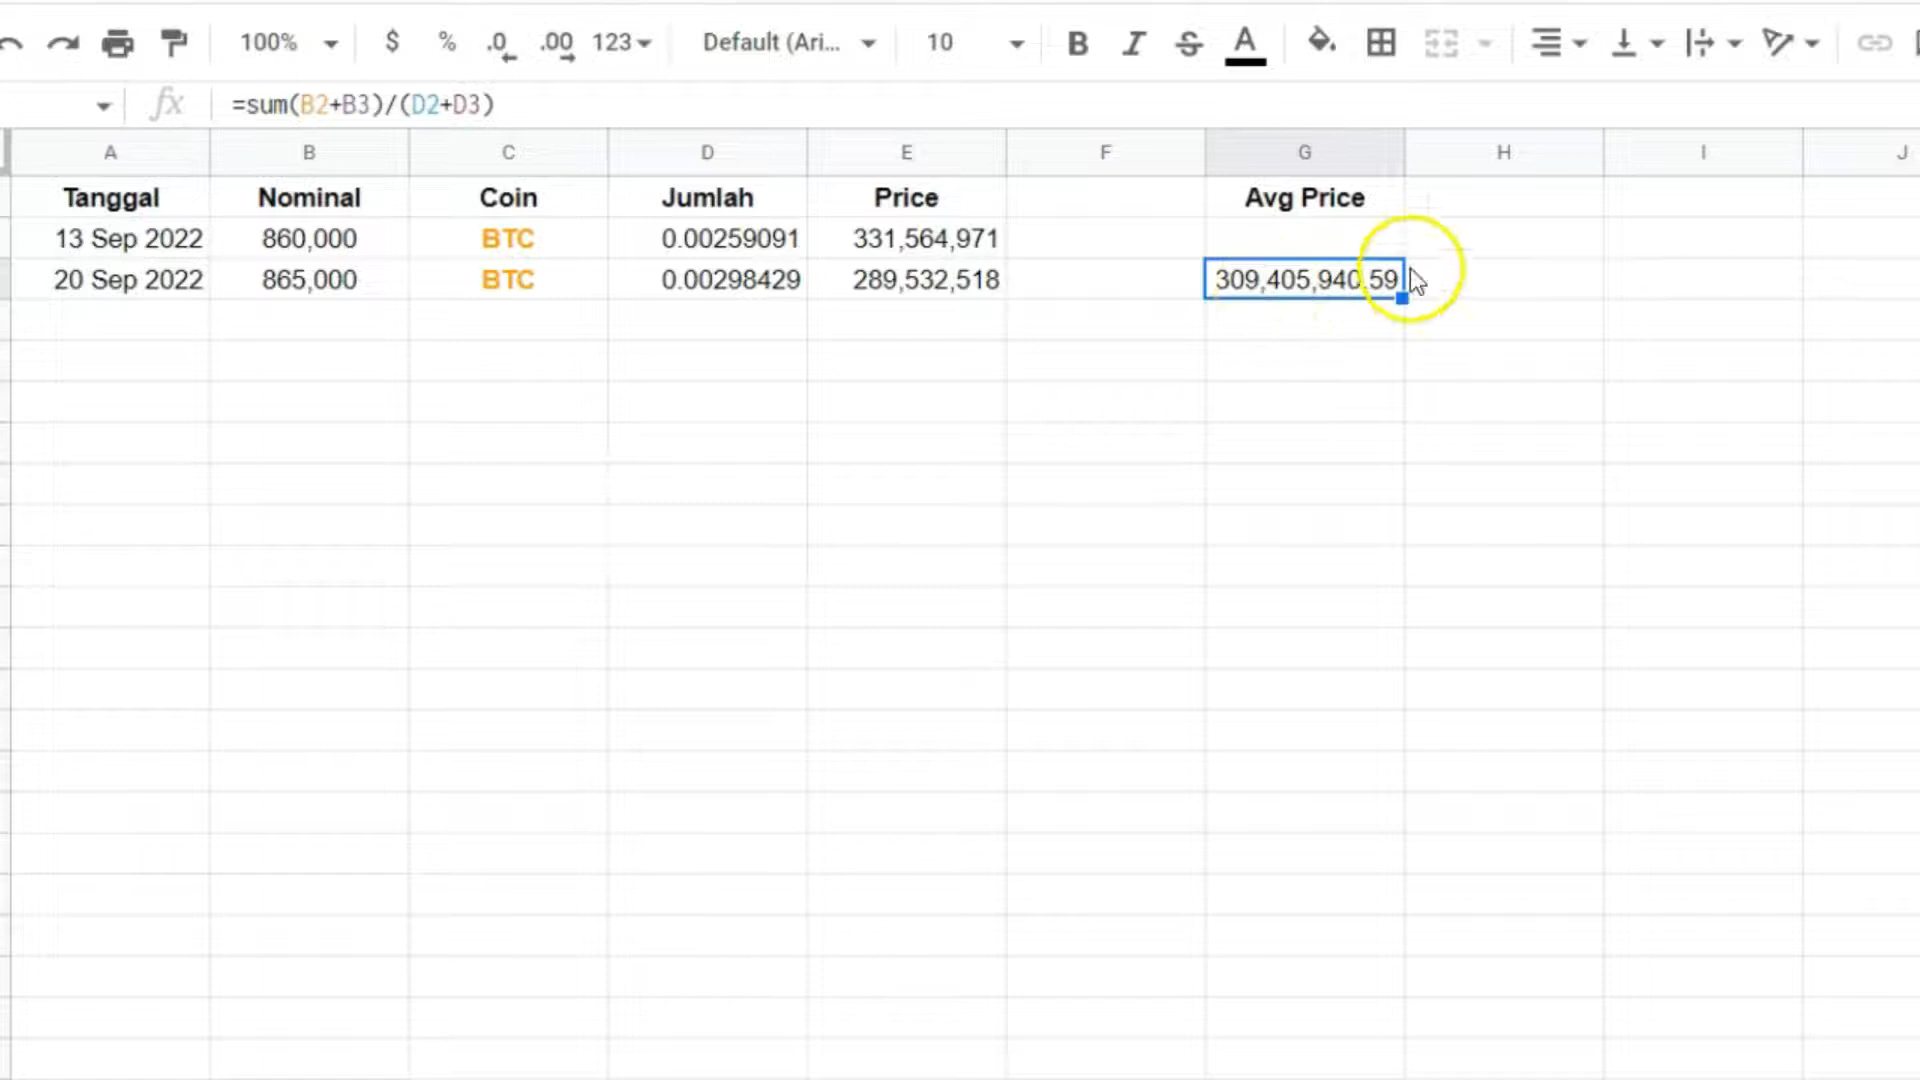 100% $ % .0 .00 123 Default (Ari... 10 B I S A
fx =sum(B2+B3)/(D2+D3)
A B C D E F G H I J
Tanggal Nominal Coin Jumlah Price Avg Price
13 Sep 2022 860,000 BTC 0.00259091 331,564,971
20 Sep 2022 865,000 BTC 0.00298429 289,532,518 309,405,940.59